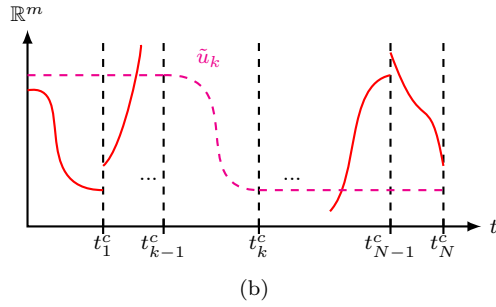 ℝ^m
ũ_k
... ...
t
t_1^c t_{k−1}^c t_k^c t_{N−1}^c t_N^c
(b)